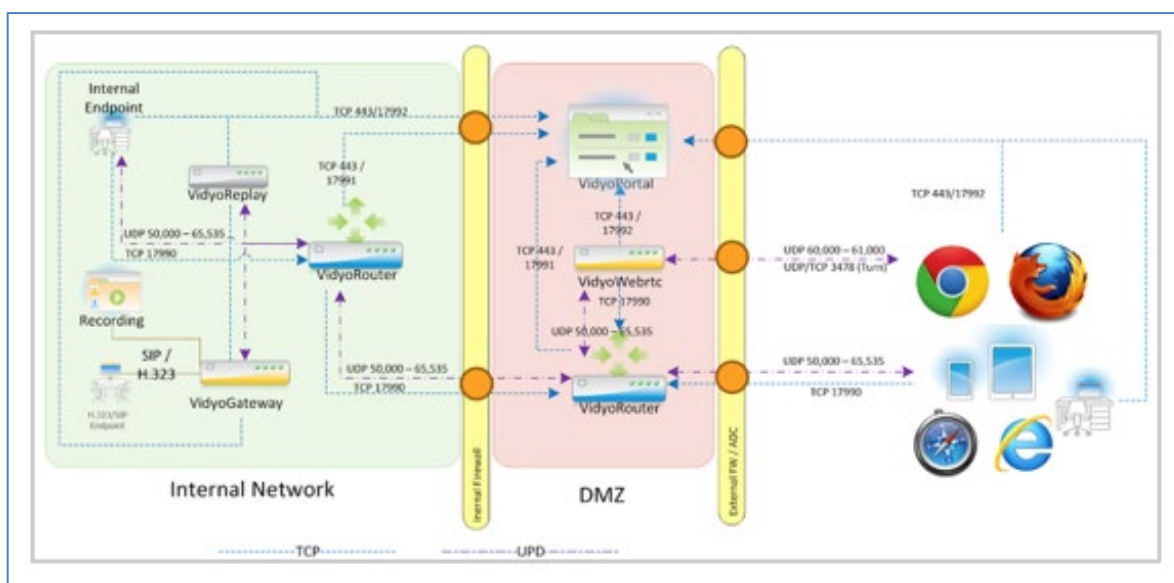 Internal
Endpoint
TCP 443/17992
TCP 443 /
17991
VidyoReplay
UDP 50,000 – 65,535
TCP 17990
VidyoRouter
Recording
SIP /
H.323
VidyoGateway
H.323/SIP
Endpoint
UDP 50,000 – 65,535
TCP 17990
Internal Network
Inernal Firewall
VidyoPortal
TCP 443 /
17992
TCP 443 /
17991
VidyoWebrtc
TCP 17990
UDP 50,000 – 65,535
VidyoRouter
DMZ
External FW / ADC
TCP 443/17992
UDP 60,000 – 61,000
UDP/TCP 3478 (Turn)
UDP 50,000 – 65,535
TCP 17990
TCP
UPD